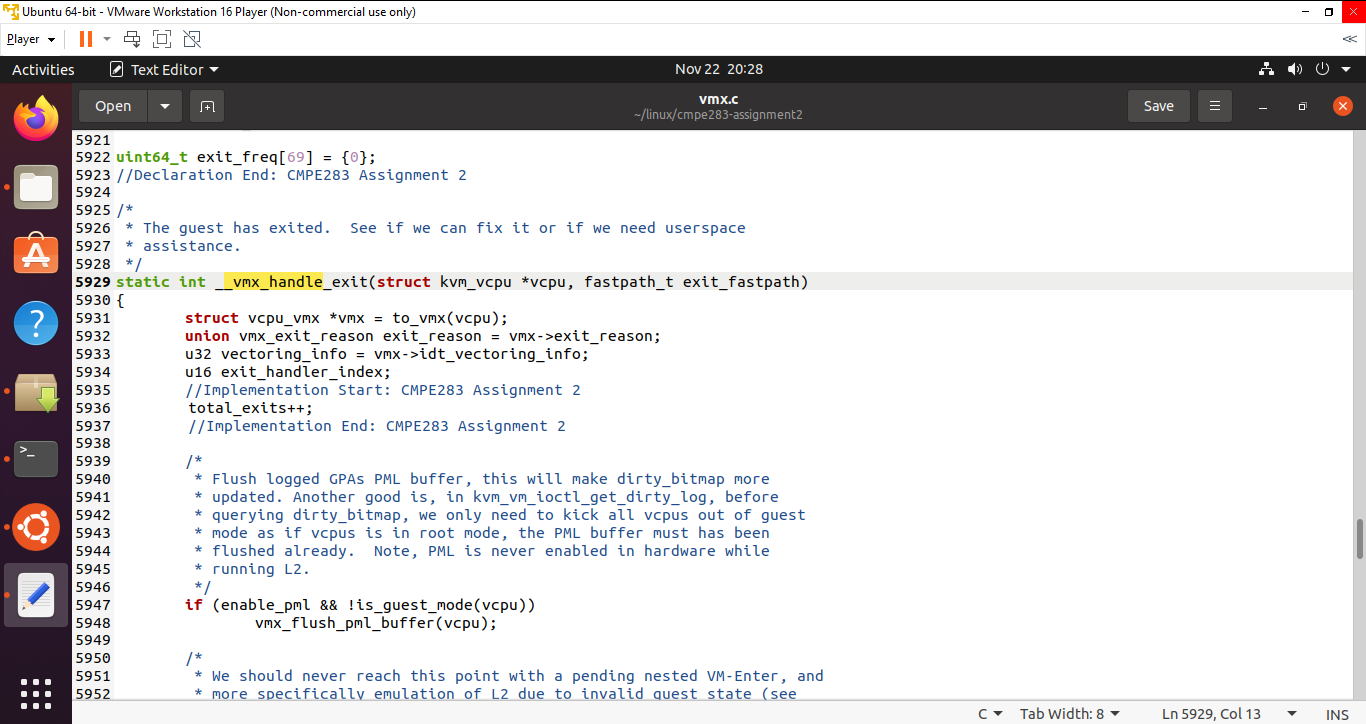 Ubuntu 64-bit - VMware Workstation 16 Player (Non-commercial use only)
Player
Activities Text Editor Nov 22 20:28
Open vmx.c Save
~/linux/cmpe283-assignment2
5921
5922 uint64_t exit_freq[69] = {0};
5923 //Declaration End: CMPE283 Assignment 2
5924
5925 /*
5926  * The guest has exited.  See if we can fix it or if we need userspace
5927  * assistance.
5928  */
5929 static int __vmx_handle_exit(struct kvm_vcpu *vcpu, fastpath_t exit_fastpath)
5930 {
5931         struct vcpu_vmx *vmx = to_vmx(vcpu);
5932         union vmx_exit_reason exit_reason = vmx->exit_reason;
5933         u32 vectoring_info = vmx->idt_vectoring_info;
5934         u16 exit_handler_index;
5935         //Implementation Start: CMPE283 Assignment 2
5936         total_exits++;
5937         //Implementation End: CMPE283 Assignment 2
5938
5939         /*
5940          * Flush logged GPAs PML buffer, this will make dirty_bitmap more
5941          * updated. Another good is, in kvm_vm_ioctl_get_dirty_log, before
5942          * querying dirty_bitmap, we only need to kick all vcpus out of guest
5943          * mode as if vcpus is in root mode, the PML buffer must has been
5944          * flushed already.  Note, PML is never enabled in hardware while
5945          * running L2.
5946          */
5947         if (enable_pml && !is_guest_mode(vcpu))
5948                 vmx_flush_pml_buffer(vcpu);
5949
5950         /*
5951          * We should never reach this point with a pending nested VM-Enter, and
5952          * more specifically emulation of L2 due to invalid guest state (see
C Tab Width: 8 Ln 5929, Col 13 INS